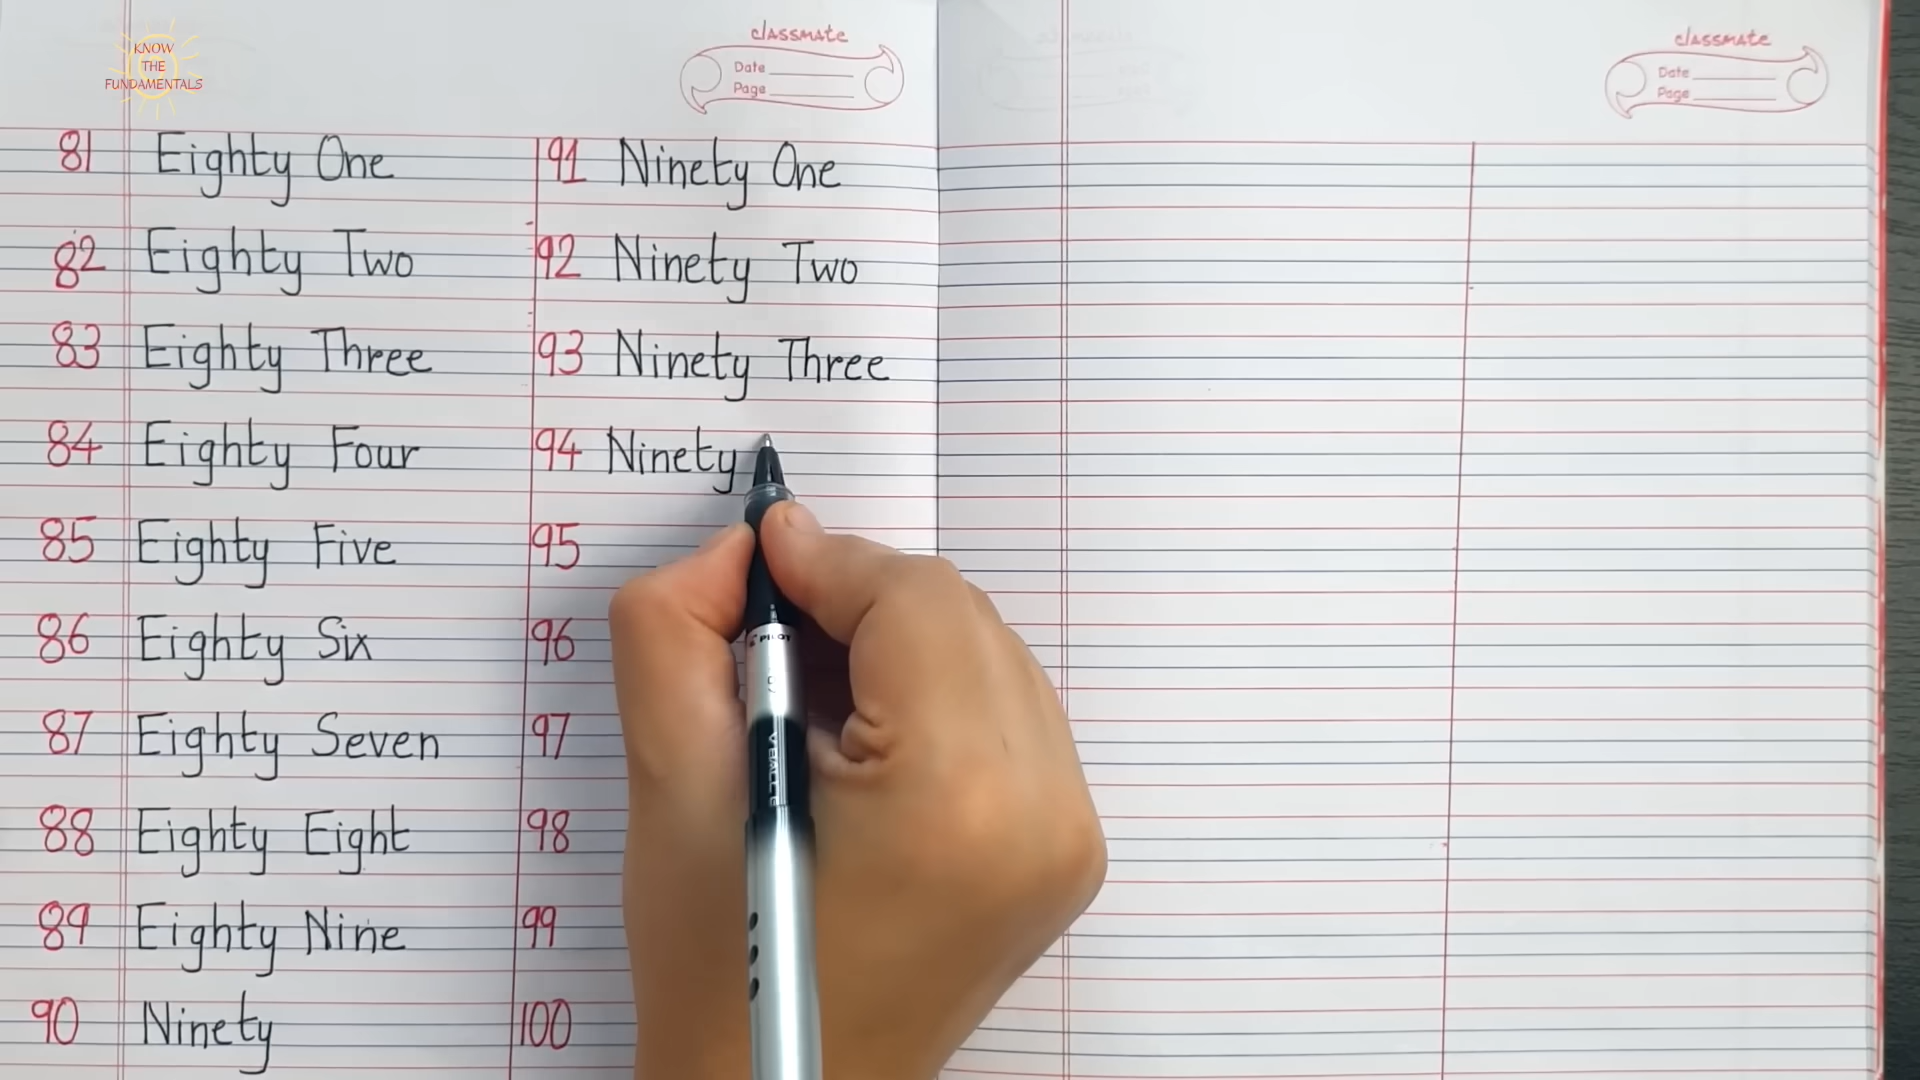 KNOW
THE
FUNDAMENTALS
classmate
Date
Page
classmate
Date
Page
81 Eighty One
82 Eighty Two
83 Eighty Three
84 Eighty Four
85 Eighty Five
86 Eighty Six
87 Eighty Seven
88 Eighty Eight
89 Eighty Nine
90 Ninety
91 Ninety One
92 Ninety Two
93 Ninety Three
94 Ninety
95
96
97
98
99
100
PILOT